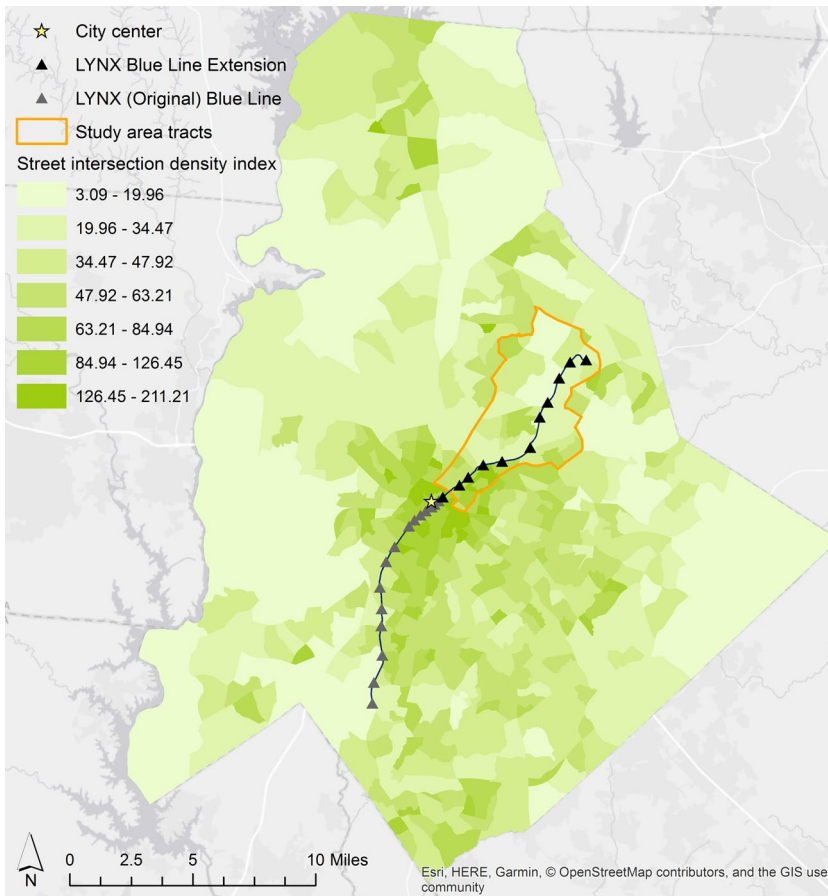 City center
LYNX Blue Line Extension
LYNX (Original) Blue Line
Study area tracts
Street intersection density index
3.09 - 19.96
19.96 - 34.47
34.47 - 47.92
47.92 - 63.21
63.21 - 84.94
84.94 - 126.45
126.45 - 211.21
N
0 2.5 5 10 Miles
Esri, HERE, Garmin, © OpenStreetMap contributors, and the GIS use
community